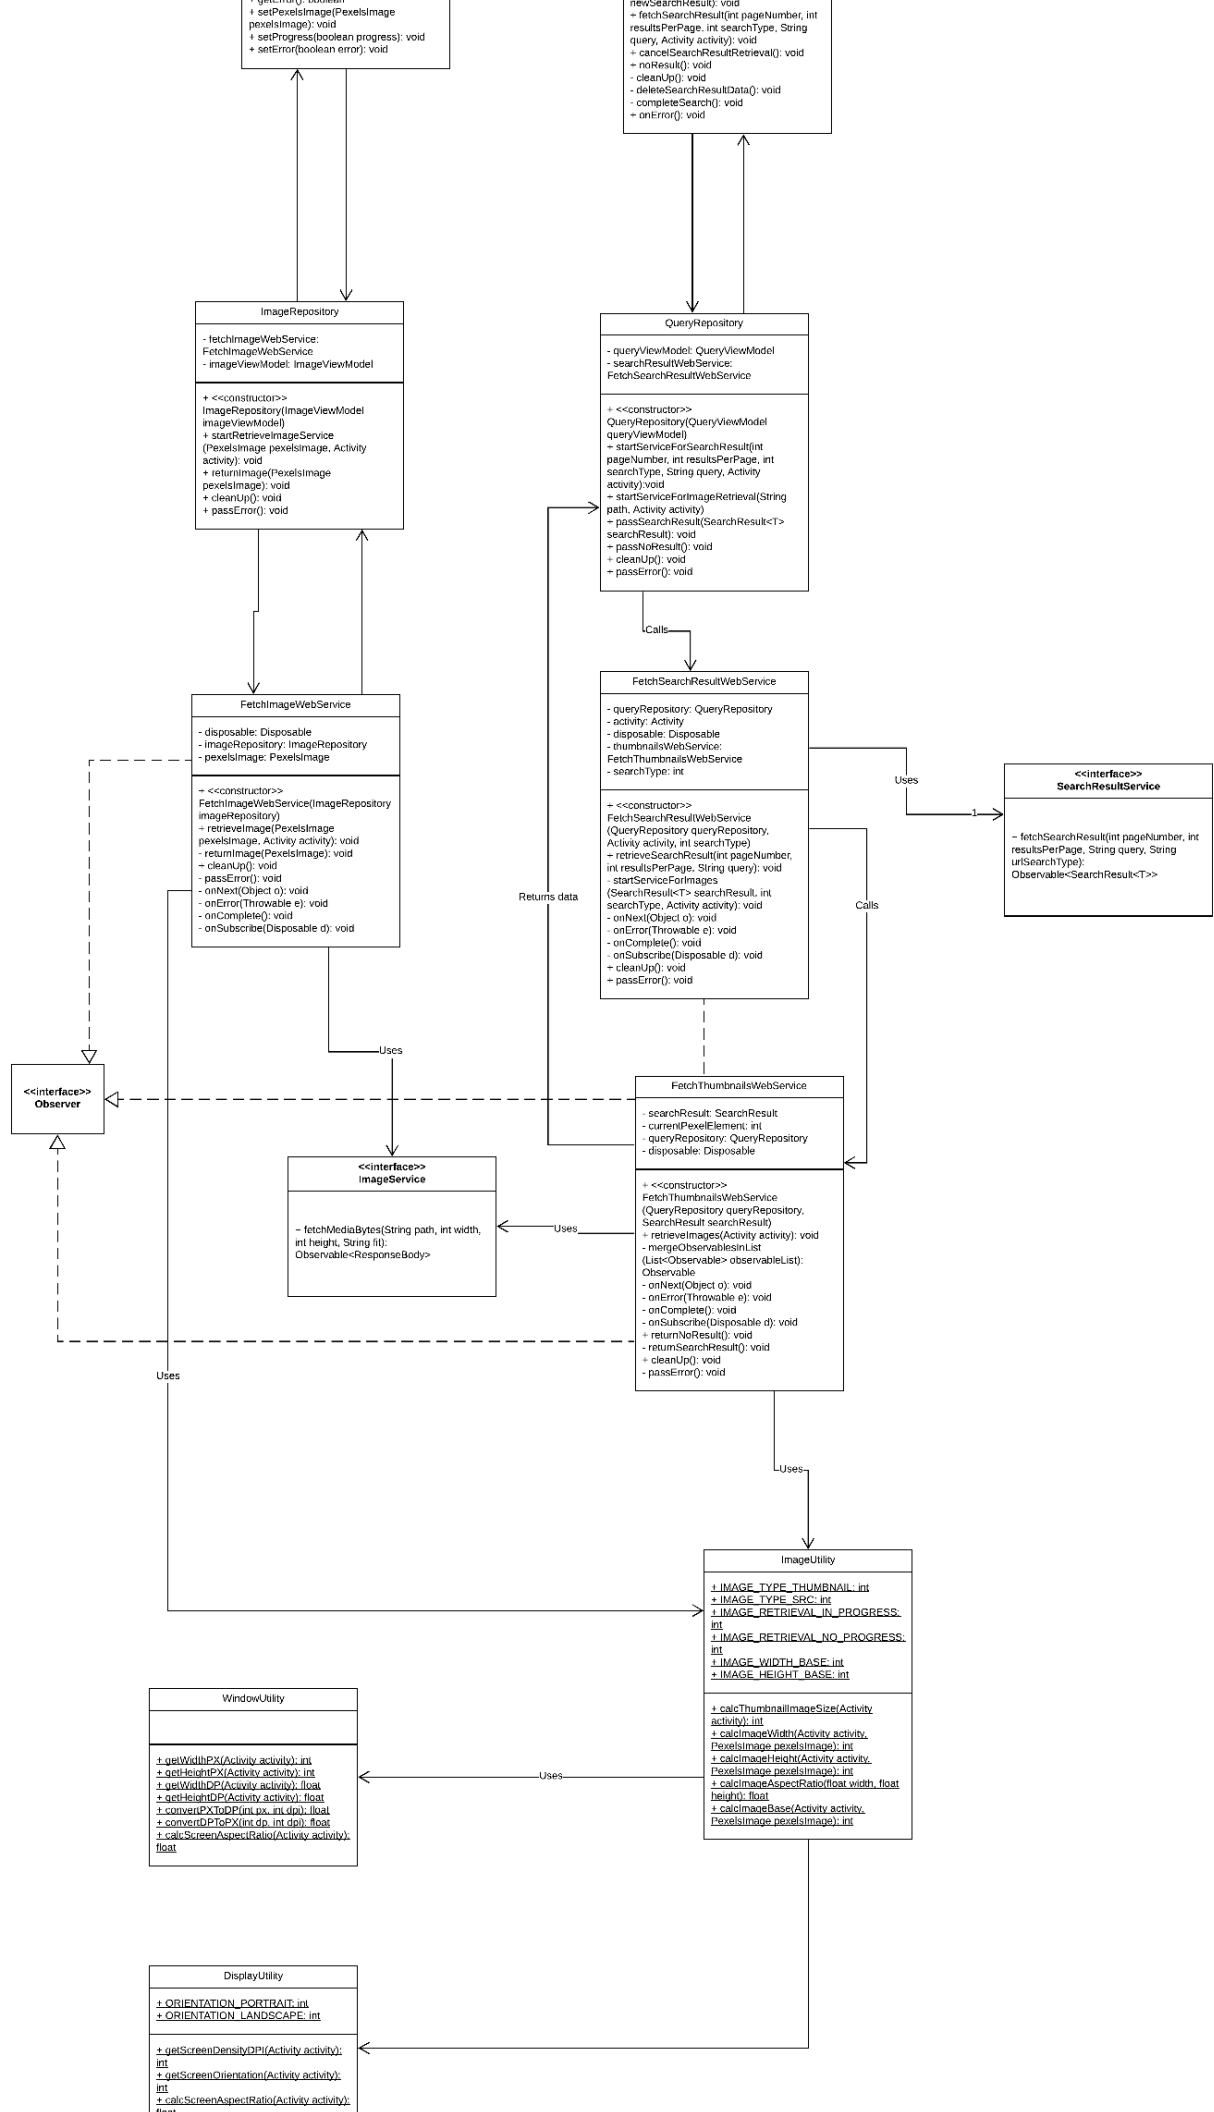 + getError(): boolean
+ setPexelsImage(PexelsImage
pexelsImage): void
+ setProgress(boolean progress): void
+ setError(boolean error): void
newSearchResult): void
+ fetchSearchResult(int pageNumber, int
resultsPerPage, int searchType, String
query, Activity activity): void
+ cancelSearchResultRetrieval(): void
+ noResult(): void
- cleanUp(): void
- deleteSearchResultData(): void
- completeSearch(): void
+ onError(): void
ImageRepository
- fetchImageWebService:
FetchImageWebService
- imageViewModel: ImageViewModel
+ <<constructor>>
ImageRepository(ImageViewModel
imageViewModel)
+ startRetrieveImageService
(PexelsImage pexelsImage, Activity
activity): void
+ returnImage(PexelsImage
pexelsImage): void
+ cleanUp(): void
+ passError(): void
QueryRepository
- queryViewModel: QueryViewModel
- searchResultWebService:
FetchSearchResultWebService
+ <<constructor>>
QueryRepository(QueryViewModel
queryViewModel)
+ startServiceForSearchResult(int
pageNumber, int resultsPerPage, int
searchType, String query, Activity
activity):void
+ startServiceForImageRetrieval(String
path, Activity activity)
+ passSearchResult(SearchResult<T>
searchResult): void
+ passNoResult(): void
+ cleanUp(): void
+ passError(): void
Calls
FetchImageWebService
- disposable: Disposable
- imageRepository: ImageRepository
- pexelsImage: PexelsImage
+ <<constructor>>
FetchImageWebService(ImageRepository
imageRepository)
+ retrieveImage(PexelsImage
pexelsImage, Activity activity): void
- returnImage(PexelsImage): void
+ cleanUp(): void
- passError(): void
- onNext(Object o): void
- onError(Throwable e): void
- onComplete(): void
- onSubscribe(Disposable d): void
FetchSearchResultWebService
- queryRepository: QueryRepository
- activity: Activity
- disposable: Disposable
- thumbnailsWebService:
FetchThumbnailsWebService
- searchType: int
+ <<constructor>>
FetchSearchResultWebService
(QueryRepository queryRepository,
Activity activity, int searchType)
+ retrieveSearchResult(int pageNumber,
int resultsPerPage, String query): void
- startServiceForImages
(SearchResult<T> searchResult, int
searchType, Activity activity): void
- onNext(Object o): void
- onError(Throwable e): void
- onComplete(): void
- onSubscribe(Disposable d): void
+ cleanUp(): void
+ passError(): void
Uses
1
<<interface>>
SearchResultService
~ fetchSearchResult(int pageNumber, int
resultsPerPage, String query, String
urlSearchType):
Observable<SearchResult<T>>
Returns data
Calls
Uses
<<interface>>
Observer
<<interface>>
ImageService
~ fetchMediaBytes(String path, int width,
int height, String fit):
Observable<ResponseBody>
Uses
FetchThumbnailsWebService
- searchResult: SearchResult
- currentPexelElement: int
- queryRepository: QueryRepository
- disposable: Disposable
+ <<constructor>>
FetchThumbnailsWebService
(QueryRepository queryRepository,
SearchResult searchResult)
+ retrieveImages(Activity activity): void
- mergeObservablesInList
(List<Observable> observableList):
Observable
- onNext(Object o): void
- onError(Throwable e): void
- onComplete(): void
- onSubscribe(Disposable d): void
+ returnNoResult(): void
- returnSearchResult(): void
+ cleanUp(): void
- passError(): void
Uses
Uses
ImageUtility
+ IMAGE_TYPE_THUMBNAIL: int
+ IMAGE_TYPE_SRC: int
+ IMAGE_RETRIEVAL_IN_PROGRESS:
int
+ IMAGE_RETRIEVAL_NO_PROGRESS:
int
+ IMAGE_WIDTH_BASE: int
+ IMAGE_HEIGHT_BASE: int
+ calcThumbnailImageSize(Activity
activity): int
+ calcImageWidth(Activity activity,
PexelsImage pexelsImage): int
+ calcImageHeight(Activity activity,
PexelsImage pexelsImage): int
+ calcImageAspectRatio(float width, float
height): float
+ calcImageBase(Activity activity,
PexelsImage pexelsImage): int
WindowUtility
+ getWidthPX(Activity activity): int
+ getHeightPX(Activity activity): int
+ getWidthDP(Activity activity): float
+ getHeightDP(Activity activity): float
+ convertPXToDP(int px, int dpi): float
+ convertDPToPX(int dp, int dpi): float
+ calcScreenAspectRatio(Activity activity):
float
Uses
DisplayUtility
+ ORIENTATION_PORTRAIT: int
+ ORIENTATION_LANDSCAPE: int
+ getScreenDensityDPI(Activity activity):
int
+ getScreenOrientation(Activity activity):
int
+ calcScreenAspectRatio(Activity activity):
float